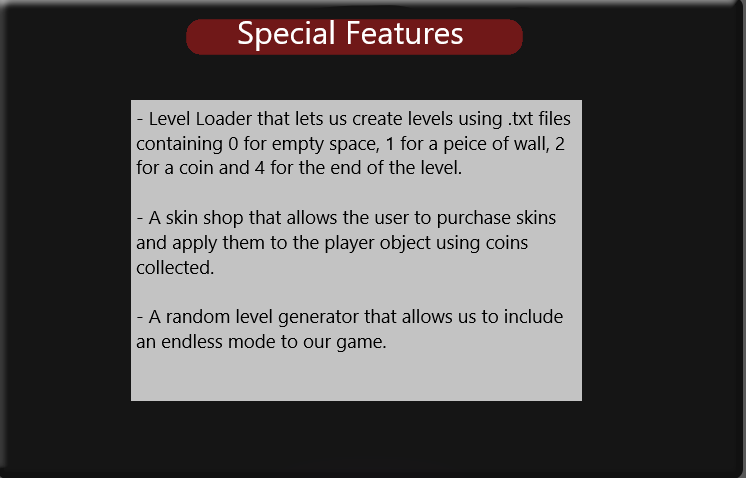 Special Features
- Level Loader that lets us create levels using .txt files
containing 0 for empty space, 1 for a peice of wall, 2
for a coin and 4 for the end of the level.
- A skin shop that allows the user to purchase skins
and apply them to the player object using coins
collected.
- A random level generator that allows us to include
an endless mode to our game.